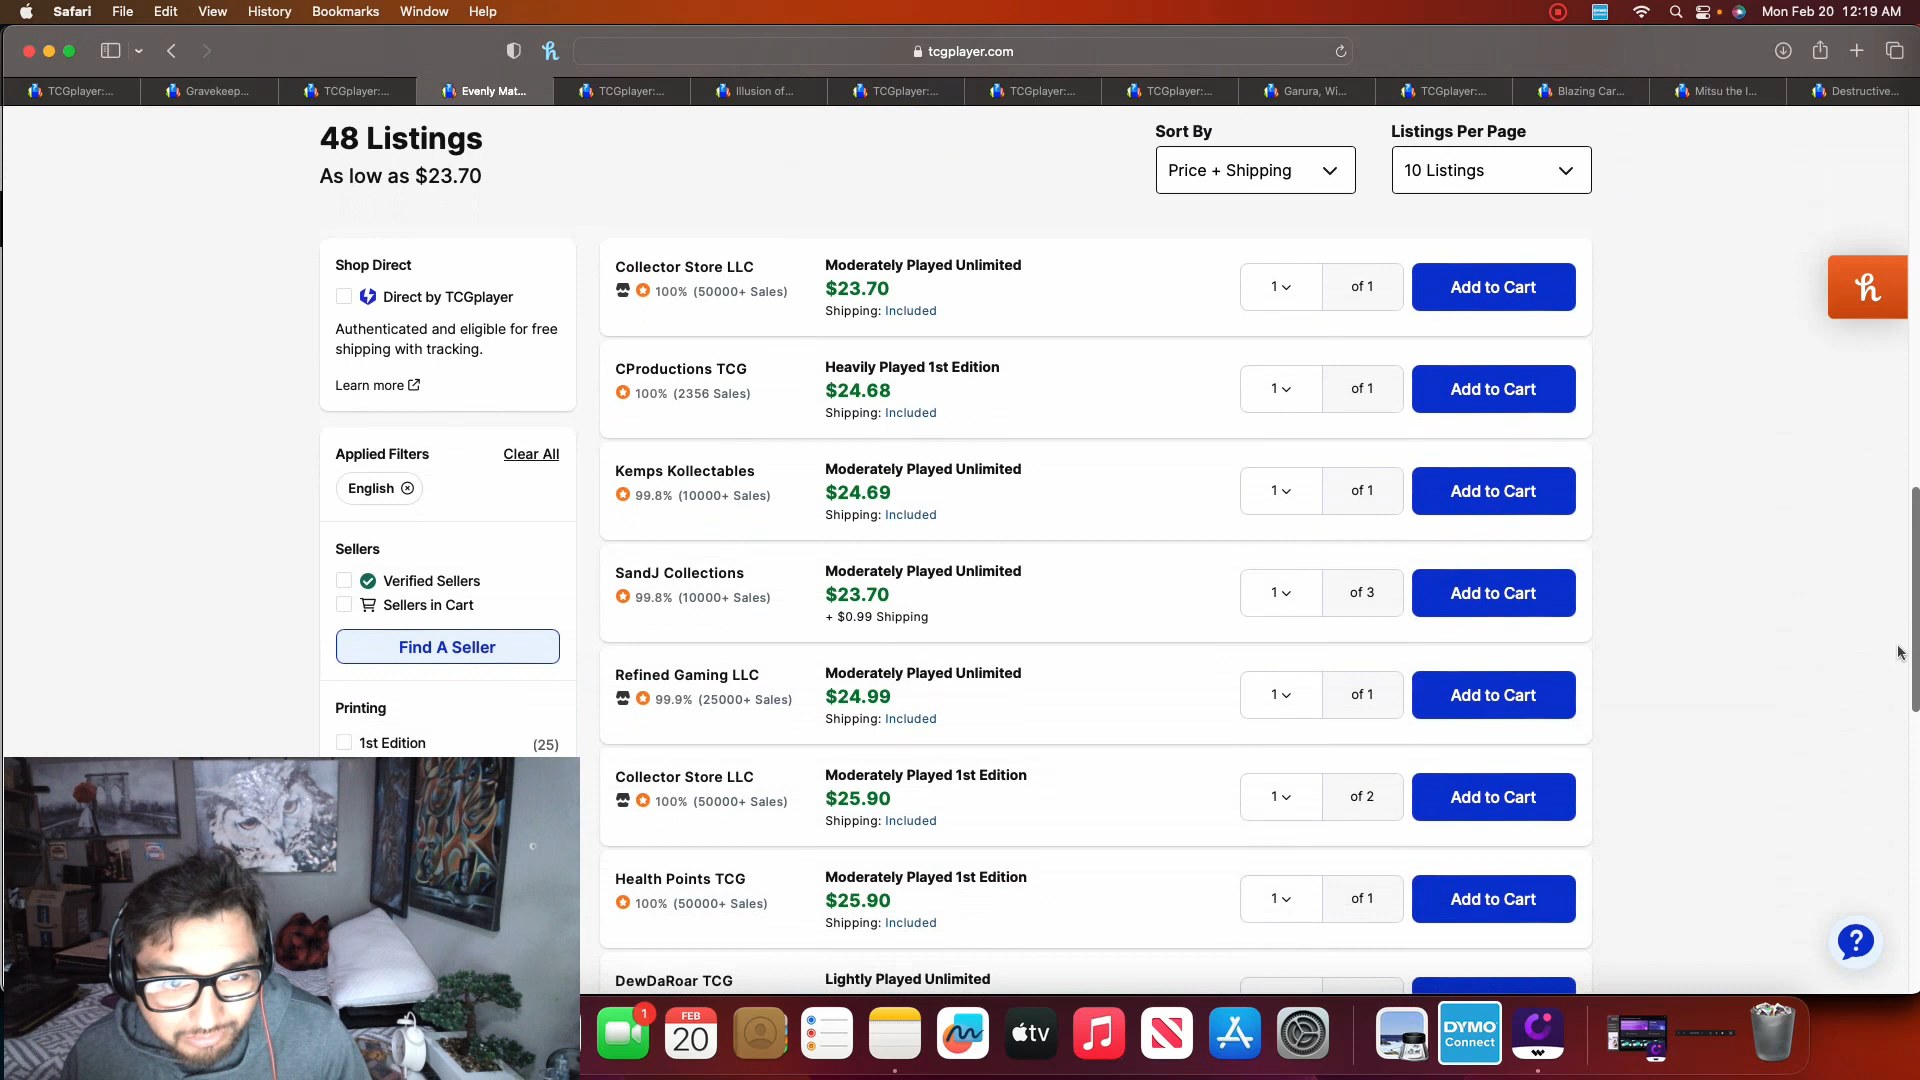 Safari File Edit View History Bookmarks Window Help Mon Feb 20 12:19 AM
tcgplayer.com
TCGplayer:... Gravekeep... TCGplayer:... Evenly Mat... TCGplayer:... Illusion of... TCGplayer:... TCGplayer:... TCGplayer:... Garura, Wi... TCGplayer:... Blazing Car... Mitsu the I... Destructive...
48 Listings
As low as $23.70
Sort By
Price + Shipping
Listings Per Page
10 Listings
Shop Direct
Direct by TCGplayer
Authenticated and eligible for free
shipping with tracking.
Learn more
Applied Filters Clear All
English
Sellers
Verified Sellers
Sellers in Cart
Find A Seller
Printing
1st Edition (25)
Collector Store LLC
100% (50000+ Sales)
Moderately Played Unlimited
$23.70
Shipping: Included
1 of 1 Add to Cart
CProductions TCG
100% (2356 Sales)
Heavily Played 1st Edition
$24.68
Shipping: Included
1 of 1 Add to Cart
Kemps Kollectables
99.8% (10000+ Sales)
Moderately Played Unlimited
$24.69
Shipping: Included
1 of 1 Add to Cart
SandJ Collections
99.8% (10000+ Sales)
Moderately Played Unlimited
$23.70
+ $0.99 Shipping
1 of 3 Add to Cart
Refined Gaming LLC
99.9% (25000+ Sales)
Moderately Played Unlimited
$24.99
Shipping: Included
1 of 1 Add to Cart
Collector Store LLC
100% (50000+ Sales)
Moderately Played 1st Edition
$25.90
Shipping: Included
1 of 2 Add to Cart
Health Points TCG
100% (50000+ Sales)
Moderately Played 1st Edition
$25.90
Shipping: Included
1 of 1 Add to Cart
DewDaRoar TCG
Lightly Played Unlimited
1
FEB
20
tv
DYMO
Connect